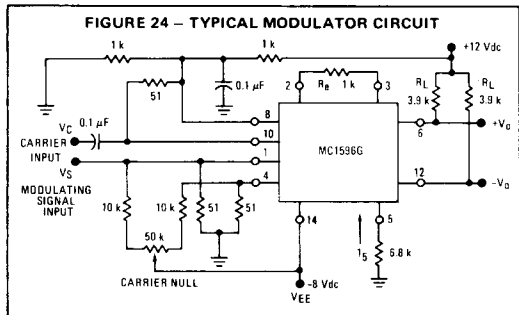 FIGURE 24 – TYPICAL MODULATOR CIRCUIT
1 k
1 k
+12 Vdc
51
0.1 μF
2
Re
1 k
3
RL
3.9 k
RL
3.9 k
VC
0.1 μF
8
CARRIER
INPUT
10
6
+Vo
VS
1
MC1596G
MODULATING
SIGNAL
INPUT
4
12
-Vo
10 k
10 k
51
51
14
5
50 k
I5
6.8 k
CARRIER NULL
VEE
-8 Vdc